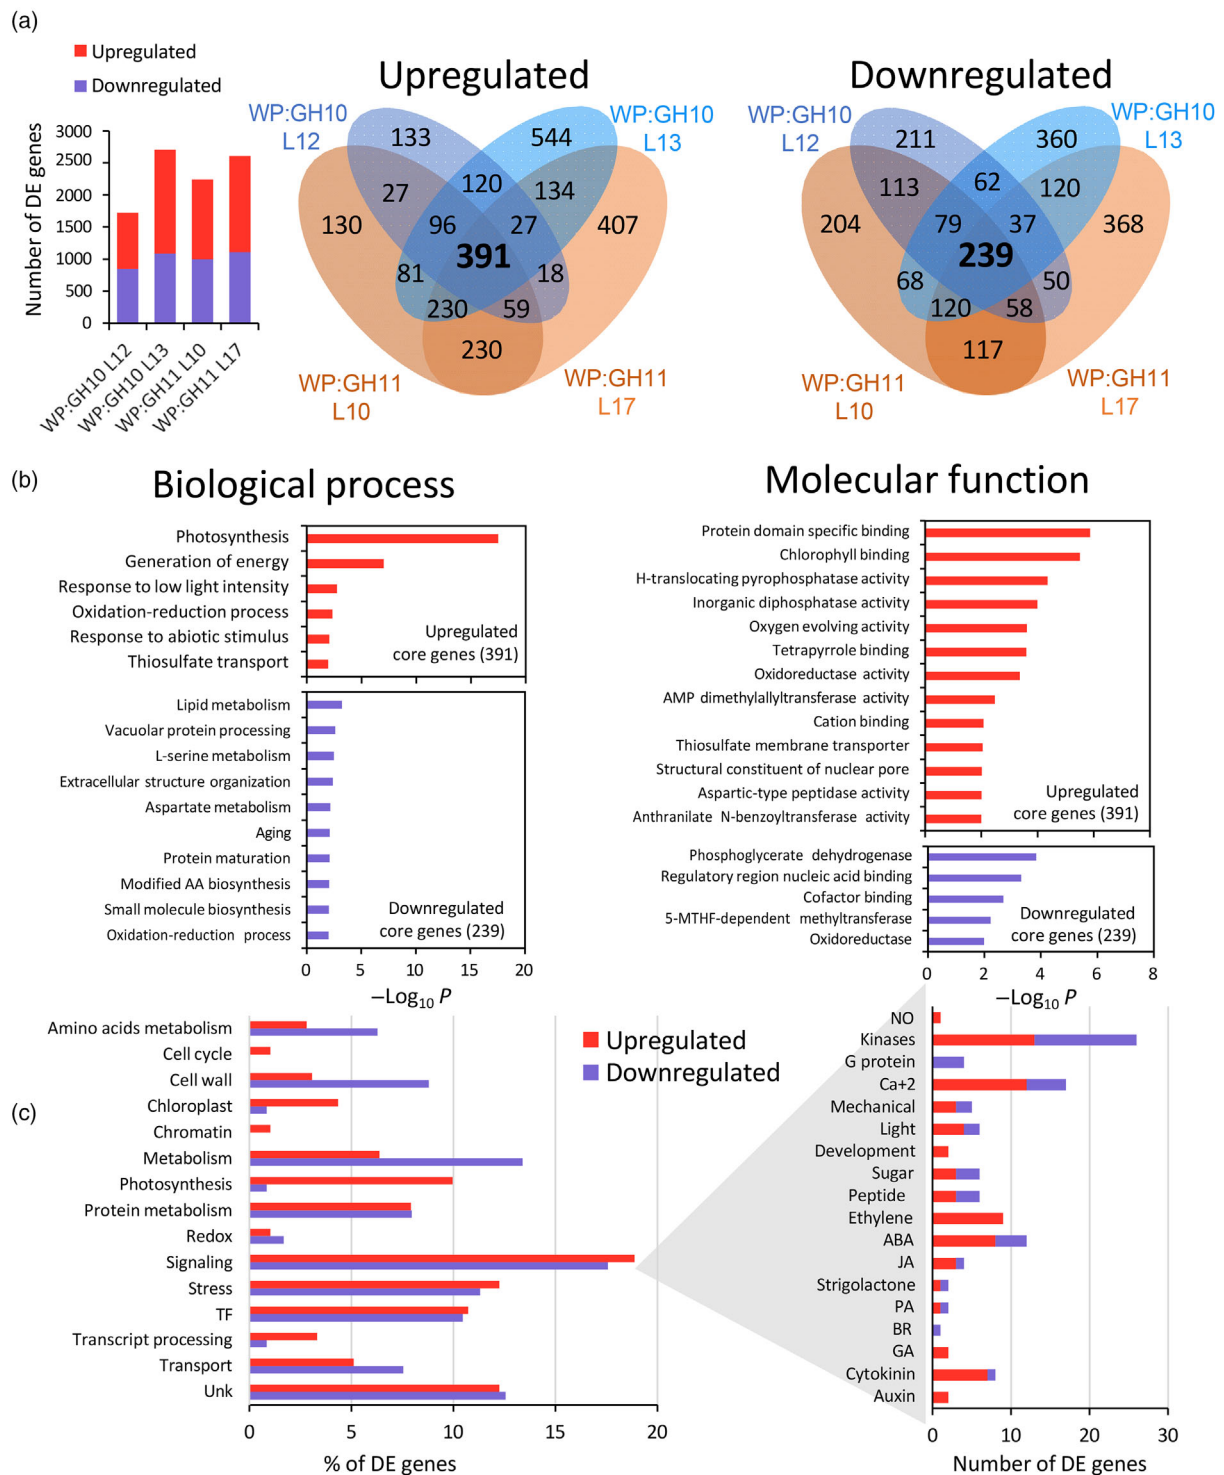 (a)
Upregulated
Downregulated
Number of DE genes
3000
2500
2000
1500
1000
500
0
WP:GH10 L12
WP:GH10 L13
WP:GH11 L10
WP:GH11 L17
Upregulated
WP:GH10
L12
WP:GH10
L13
133
544
27
120
134
130
96
27
407
391
81
18
230
59
230
WP:GH11
L10
WP:GH11
L17
Downregulated
WP:GH10
L12
WP:GH10
L13
211
360
113
62
120
204
79
37
368
239
68
50
120
58
117
WP:GH11
L10
WP:GH11
L17
(b)
Biological process
Photosynthesis
Generation of energy
Response to low light intensity
Oxidation-reduction process
Response to abiotic stimulus
Thiosulfate transport
Upregulated
core genes (391)
Lipid metabolism
Vacuolar protein processing
L-serine metabolism
Extracellular structure organization
Aspartate metabolism
Aging
Protein maturation
Modified AA biosynthesis
Small molecule biosynthesis
Oxidation-reduction process
Downregulated
core genes (239)
0 5 10 15 20
−Log10 P
Molecular function
Protein domain specific binding
Chlorophyll binding
H-translocating pyrophosphatase activity
Inorganic diphosphatase activity
Oxygen evolving activity
Tetrapyrrole binding
Oxidoreductase activity
AMP dimethylallyltransferase activity
Cation binding
Thiosulfate membrane transporter
Structural constituent of nuclear pore
Aspartic-type peptidase activity
Anthranilate N-benzoyltransferase activity
Upregulated
core genes (391)
Phosphoglycerate dehydrogenase
Regulatory region nucleic acid binding
Cofactor binding
5-MTHF-dependent methyltransferase
Oxidoreductase
Downregulated
core genes (239)
0 2 4 6 8
−Log10 P
(c)
Amino acids metabolism
Cell cycle
Cell wall
Chloroplast
Chromatin
Metabolism
Photosynthesis
Protein metabolism
Redox
Signaling
Stress
TF
Transcript processing
Transport
Unk
0 5 10 15 20
% of DE genes
Upregulated
Downregulated
NO
Kinases
G protein
Ca+2
Mechanical
Light
Development
Sugar
Peptide
Ethylene
ABA
JA
Strigolactone
PA
BR
GA
Cytokinin
Auxin
0 10 20 30
Number of DE genes